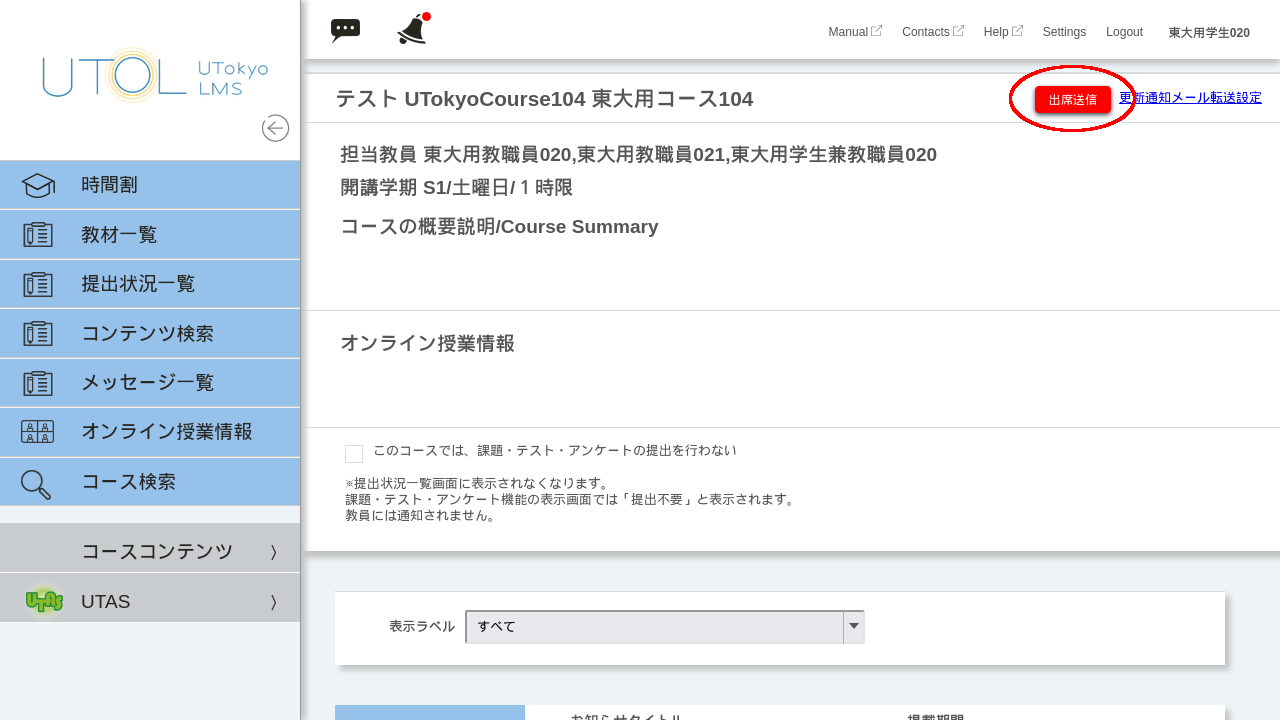 UTOL UTokyo LMS
Manual Contacts Help Settings Logout 東大用学生020
テスト UTokyoCourse104 東大用コース104
出席送信 更新通知メール転送設定
時間割
教材一覧
提出状況一覧
コンテンツ検索
メッセージ一覧
オンライン授業情報
コース検索
コースコンテンツ 〉
UTAS 〉
担当教員 東大用教職員020,東大用教職員021,東大用学生兼教職員020
開講学期 S1/土曜日/１時限
コースの概要説明/Course Summary
オンライン授業情報
このコースでは、課題・テスト・アンケートの提出を行わない
※提出状況一覧画面に表示されなくなります。
課題・テスト・アンケート機能の表示画面では「提出不要」と表示されます。
教員には通知されません。
表示ラベル すべて
お知らせタイトル 掲載期間